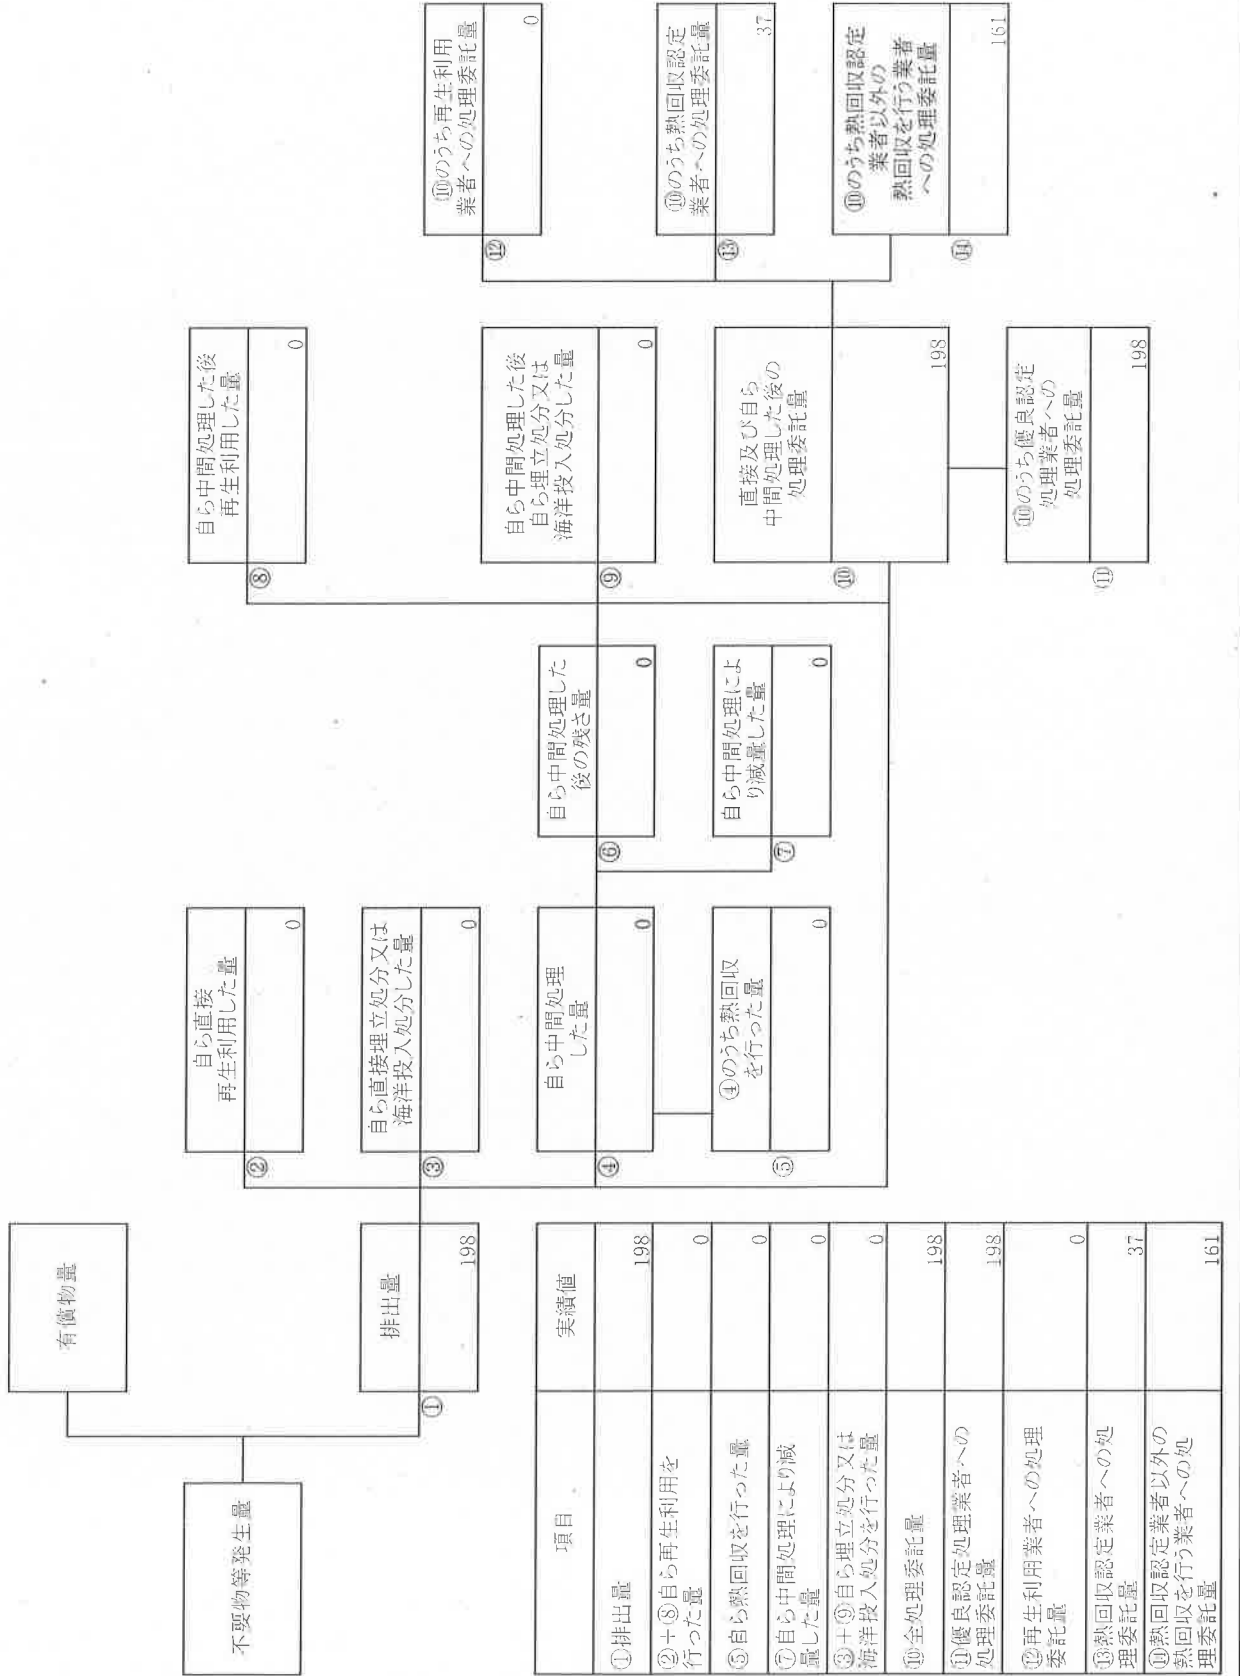 不要物等発生量
有償物量
①
排出量
198
②
自ら直接
再生利用した量
0
③
自ら直接埋立処分又は
海洋投入処分した量
0
④
自ら中間処理
した量
0
⑤
④のうち熱回収
を行った量
0
⑥
自ら中間処理した
後の残さ量
0
⑦
自ら中間処理によ
り減量した量
0
⑧
自ら中間処理した後
再生利用した量
0
⑨
自ら中間処理した後
自ら埋立処分又は
海洋投入処分した量
0
⑩
直接及び自ら
中間処理した後の
処理委託量
198
⑪
⑩のうち優良認定
処理業者への
処理委託量
198
⑫
⑩のうち再生利用
業者への処理委託量
0
⑬
⑩のうち熱回収認定
業者への処理委託量
37
⑭
⑩のうち熱回収認定
業者以外の
熱回収を行う業者
への処理委託量
161
項目 実績値
①排出量 198
②+⑧自ら再生利用を
行った量 0
⑤自ら熱回収を行った量 0
⑦自ら中間処理により減
量した量 0
③+⑨自ら埋立処分又は
海洋投入処分を行った量 0
⑩全処理委託量 198
⑪優良認定処理業者への
処理委託量 198
⑫再生利用業者への処理
委託量 0
⑬熱回収認定業者への処
理委託量 37
⑭熱回収認定業者以外の
熱回収を行う業者への処
理委託量 161